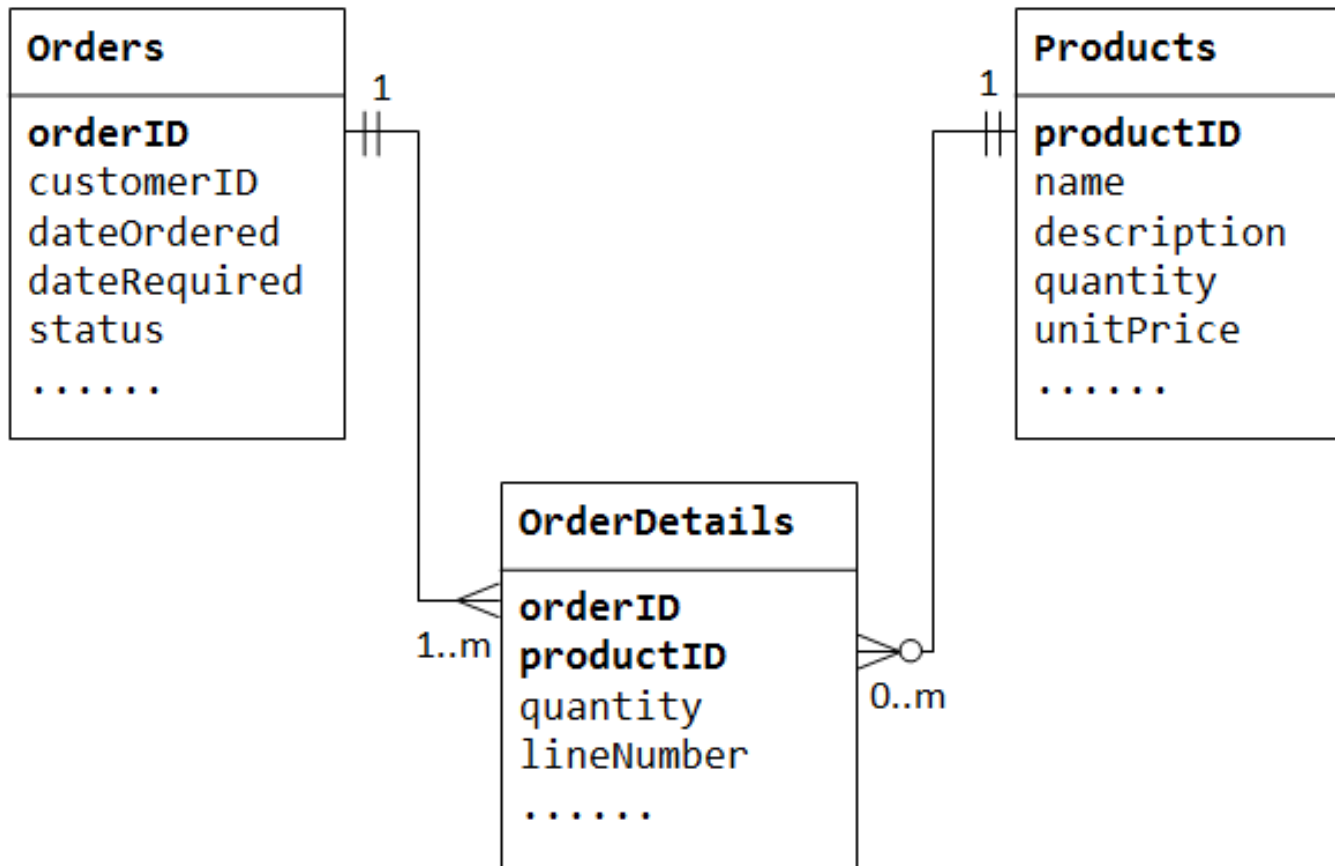 Orders
orderID
customerID
dateOrdered
dateRequired
status
......
1
1..m
Products
productID
name
description
quantity
unitPrice
......
1
0..m
OrderDetails
orderID
productID
quantity
lineNumber
......